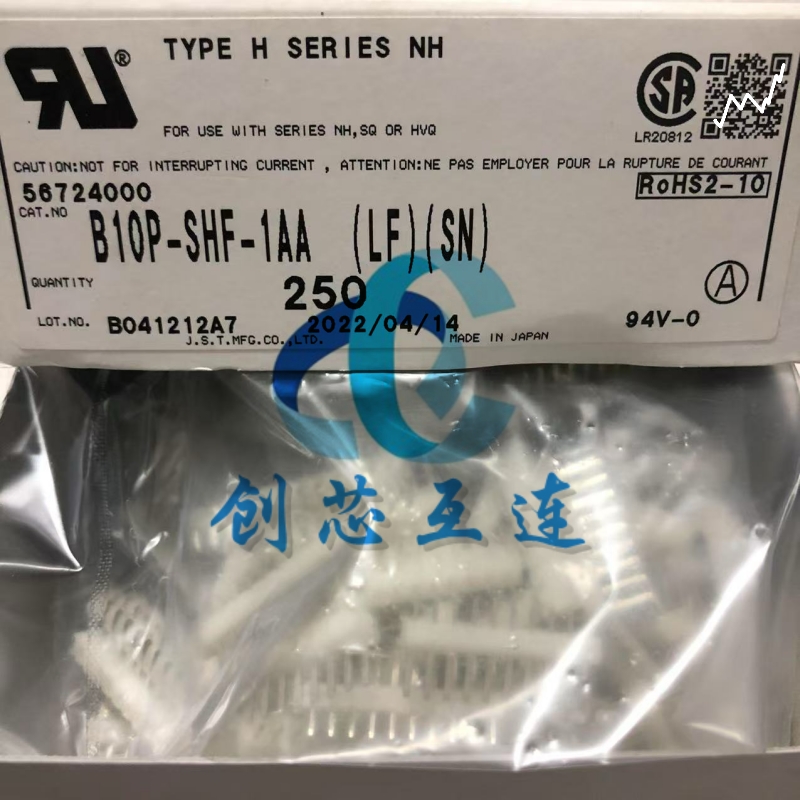 TYPE H SERIES NH
FOR USE WITH SERIES NH,SQ OR HVQ
LR20812
CAUTION:NOT FOR INTERRUPTING CURRENT , ATTENTION:NE PAS EMPLOYER POUR LA RUPTURE DE COURANT
56724000
RoHS2-10
CAT.NO
B10P-SHF-1AA (LF)(SN)
QUANTITY
250
A
LOT.NO. B041212A7 2022/04/14 94V-0
J.S.T.MFG.CO.,LTD. MADE IN JAPAN
创芯互连